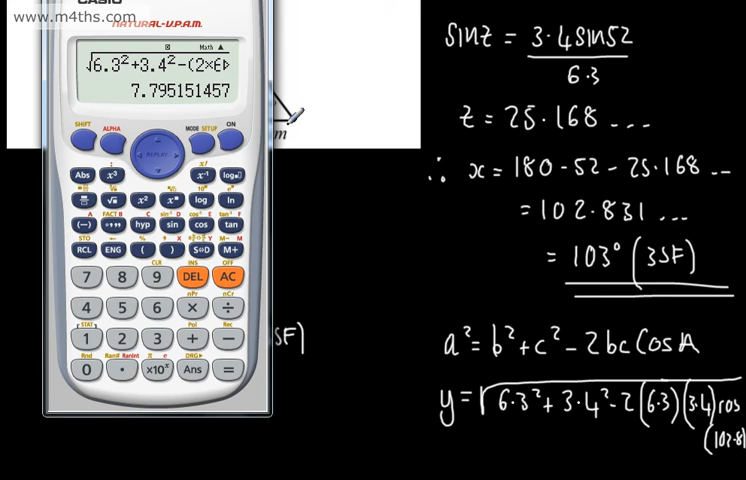 www.m4ths.com
CASIO
NATURAL-V.P.A.M.
Math ▲
√6.3²+3.4²-(2×6
7.795151457
m
SHIFT ALPHA MODE SETUP ON
REPLAY
Abs x³ x⁻¹ log
√ x² log ln
(−) hyp sin cos tan
RCL ENG ( ) S⇔D M+
7 8 9 DEL AC
4 5 6 × ÷
1 2 3 + −
0 . ×10ˣ Ans =
SF)
sin z = 3.4 sin 52
6.3
z = 25.168 ...
∴ x = 180 - 52 - 25.168 ...
= 102.831 ...
= 103° (3SF)
a² = b² + c² - 2bc Cos A
y = √6.3² + 3.4² - 2(6.3)(3.4) cos
(102.8)